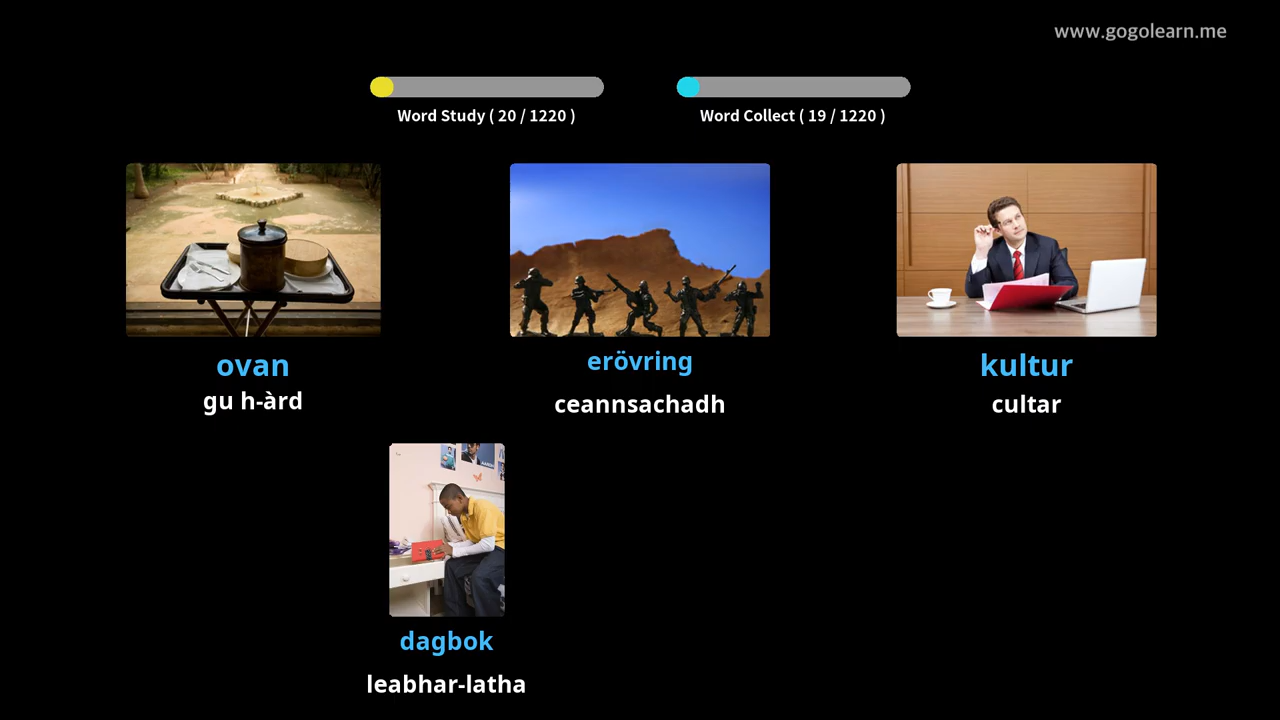 www.gogolearn.me
Word Study ( 20 / 1220 )
Word Collect ( 19 / 1220 )
ovan
gu h-àrd
erövring
ceannsachadh
kultur
cultar
dagbok
leabhar-latha